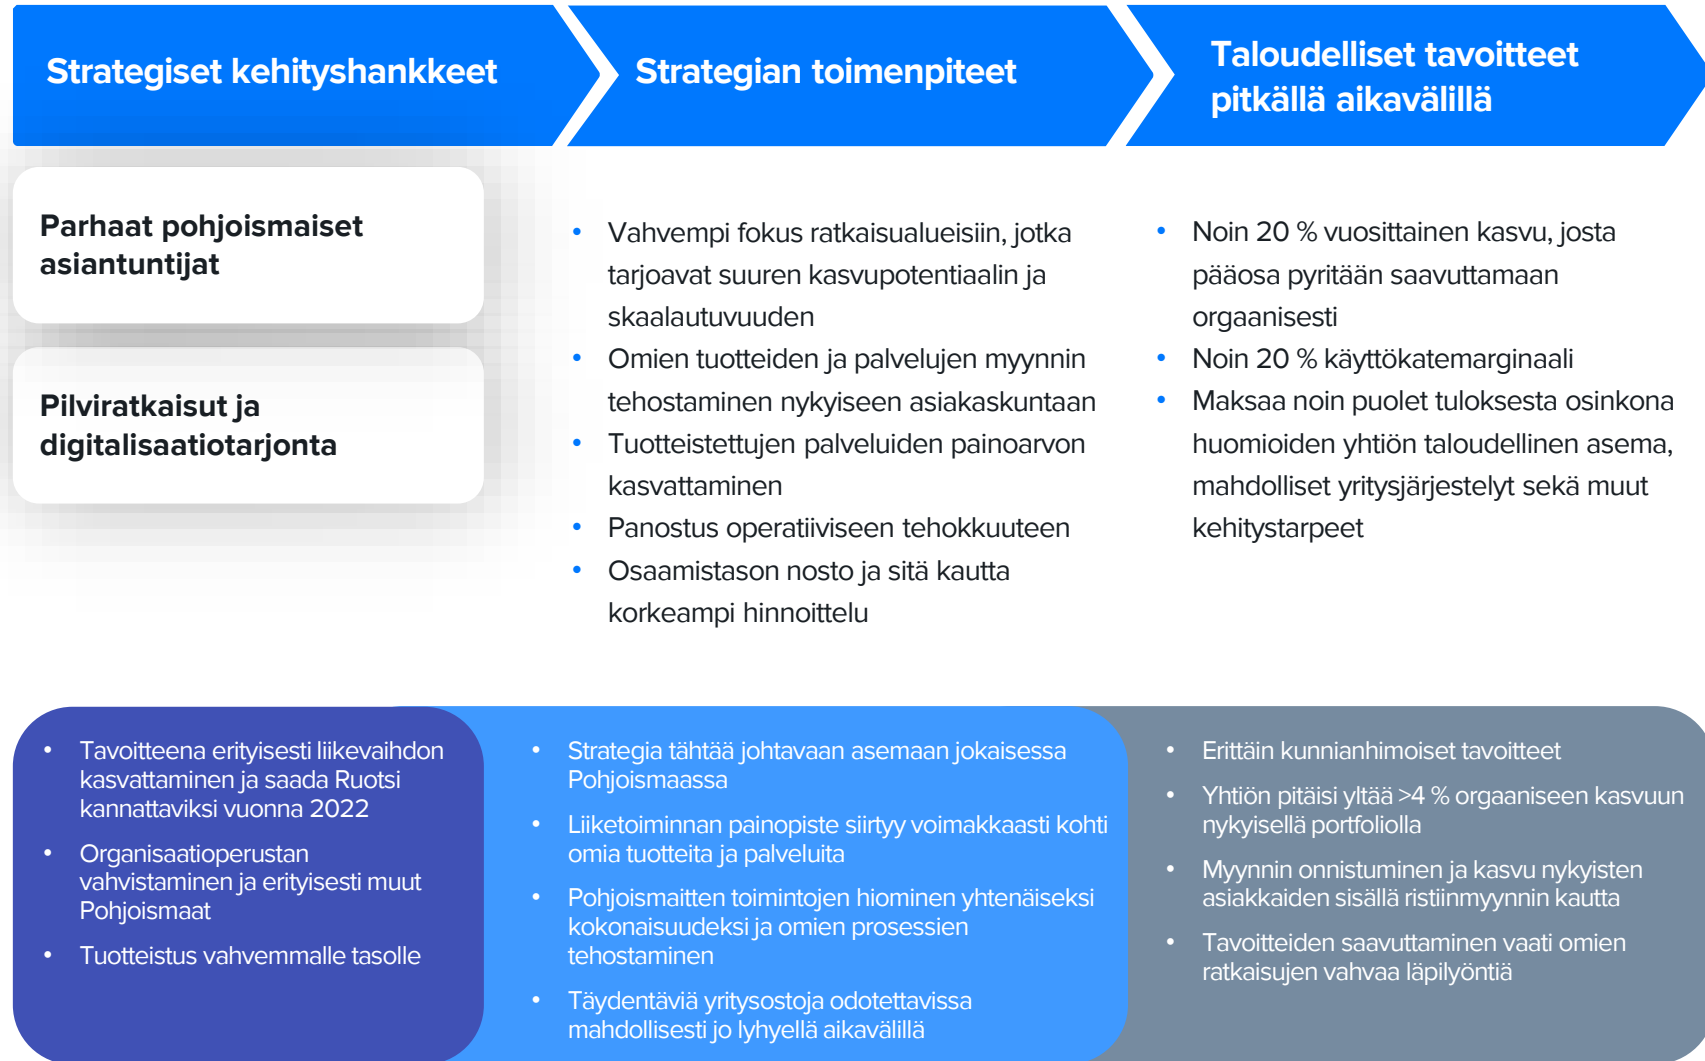 Strategiset kehityshankkeet
Strategian toimenpiteet
Taloudelliset tavoitteet
pitkällä aikavälillä
Parhaat pohjoismaiset
asiantuntijat
Pilviratkaisut ja
digitalisaatiotarjonta
• Vahvempi fokus ratkaisualueisiin, jotka
tarjoavat suuren kasvupotentiaalin ja
skaalautuvuuden
• Omien tuotteiden ja palvelujen myynnin
tehostaminen nykyiseen asiakaskuntaan
• Tuotteistettujen palveluiden painoarvon
kasvattaminen
• Panostus operatiiviseen tehokkuuteen
• Osaamistason nosto ja sitä kautta
korkeampi hinnoittelu
• Noin 20 % vuosittainen kasvu, josta
pääosa pyritään saavuttamaan
orgaanisesti
• Noin 20 % käyttökatemarginaali
• Maksaa noin puolet tuloksesta osinkona
huomioiden yhtiön taloudellinen asema,
mahdolliset yritysjärjestelyt sekä muut
kehitystarpeet
• Tavoitteena erityisesti liikevaihdon
kasvattaminen ja saada Ruotsi
kannattaviksi vuonna 2022
• Organisaatioperustan
vahvistaminen ja erityisesti muut
Pohjoismaat
• Tuotteistus vahvemmalle tasolle
• Strategia tähtää johtavaan asemaan jokaisessa
Pohjoismaassa
• Liiketoiminnan painopiste siirtyy voimakkaasti kohti
omia tuotteita ja palveluita
• Pohjoismaitten toimintojen hiominen yhtenäiseksi
kokonaisuudeksi ja omien prosessien
tehostaminen
• Täydentäviä yritysostoja odotettavissa
mahdollisesti jo lyhyellä aikavälillä
• Erittäin kunnianhimoiset tavoitteet
• Yhtiön pitäisi yltää >4 % orgaaniseen kasvuun
nykyisellä portfoliolla
• Myynnin onnistuminen ja kasvu nykyisten
asiakkaiden sisällä ristiinmyynnin kautta
• Tavoitteiden saavuttaminen vaati omien
ratkaisujen vahvaa läpilyöntiä